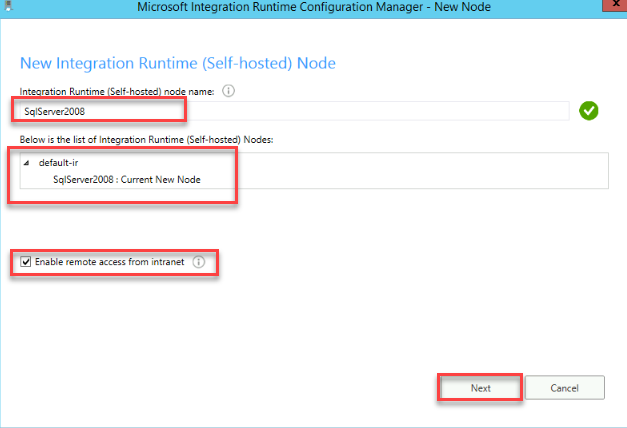 Microsoft Integration Runtime Configuration Manager - New Node
New Integration Runtime (Self-hosted) Node
Integration Runtime (Self-hosted) node name:
SqlServer2008
Below is the list of Integration Runtime (Self-hosted) Nodes:
default-ir
SqlServer2008 : Current New Node
Enable remote access from intranet
Next Cancel